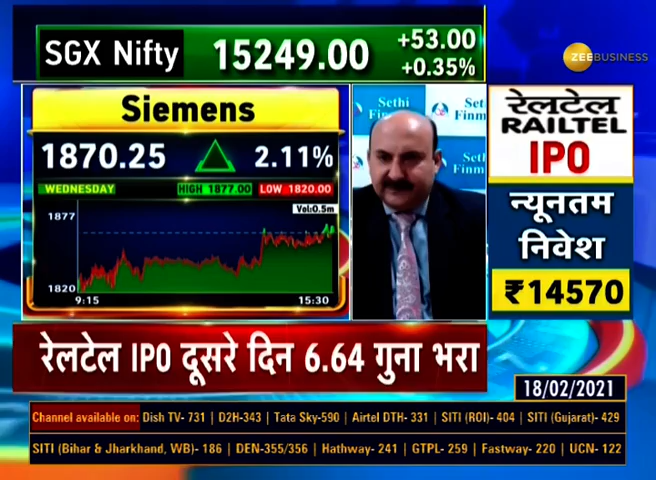 SGX Nifty 15249.00 +53.00
+0.35%
ZEEBUSINESS
Siemens
1870.25 2.11%
WEDNESDAY HIGH 1877.00 LOW 1820.00
Vel:0.5m
1877
1820
9:15 15:30
Sethi
Finm
रेलटेल
RAILTEL
IPO
न्यूनतम
निवेश
₹14570
रेलटेल IPO दूसरे दिन 6.64 गुना भरा
18/02/2021
Channel available on: Dish TV- 731 | D2H-343 | Tata Sky-590 | Airtel DTH- 331 | SITI (ROI)- 404 | SITI (Gujarat)- 429
SITI (Bihar & Jharkhand, WB)- 186 | DEN-355/356 | Hathway- 241 | GTPL- 259 | Fastway- 220 | UCN- 122